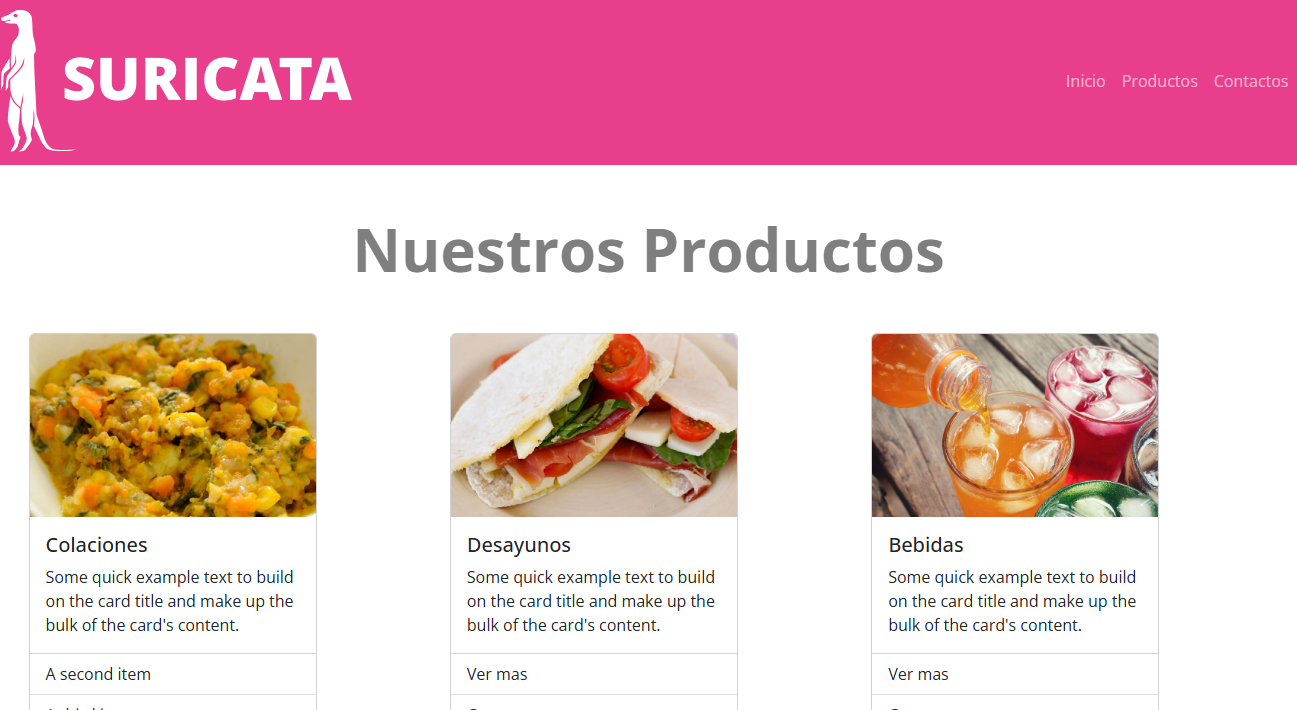 SURICATA
Inicio Productos Contactos
Nuestros Productos
Colaciones
Some quick example text to build
on the card title and make up the
bulk of the card's content.
A second item
Desayunos
Some quick example text to build
on the card title and make up the
bulk of the card's content.
Ver mas
Bebidas
Some quick example text to build
on the card title and make up the
bulk of the card's content.
Ver mas